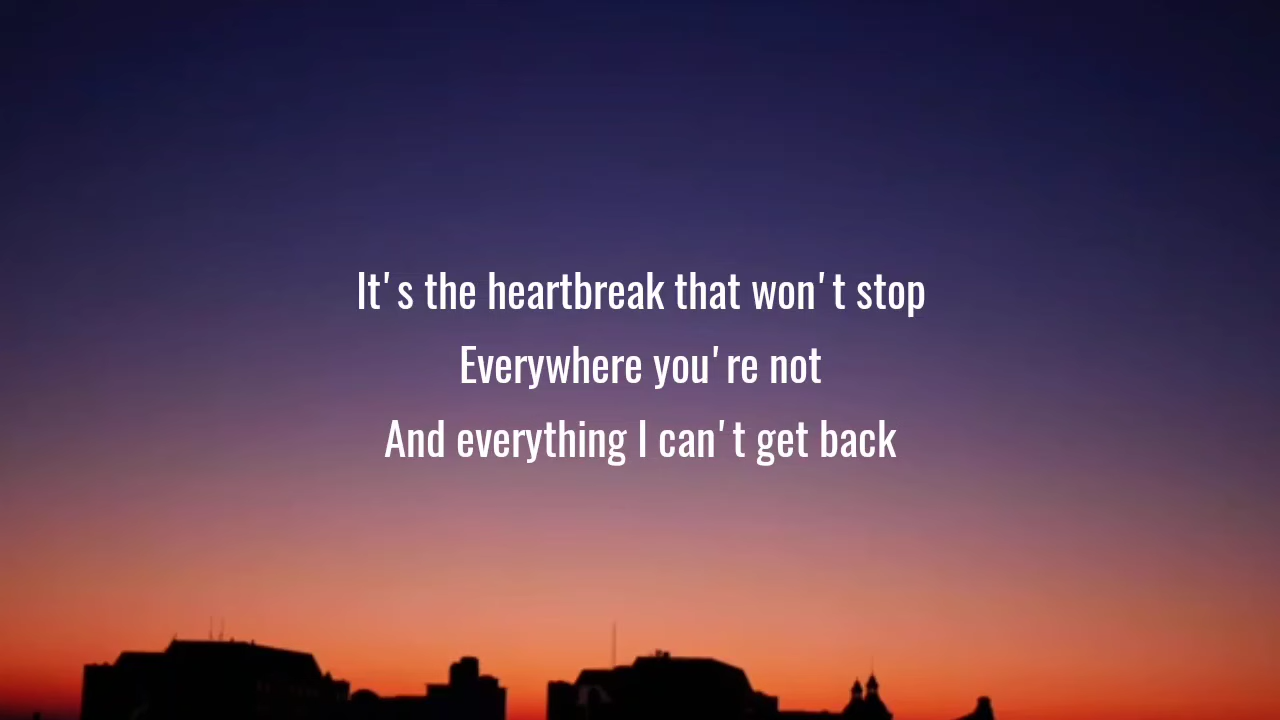 It's the heartbreak that won't stop
Everywhere you're not
And everything I can't get back